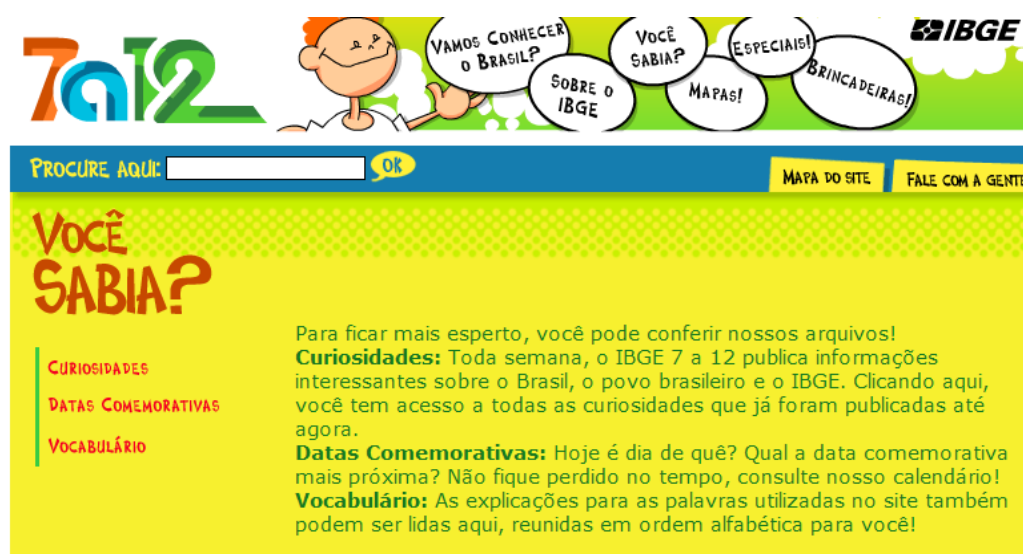 7a12
VAMOS CONHECER
O BRASIL?
SOBRE O
IBGE
VOCÊ
SABIA?
MAPAS!
ESPECIAIS!
BRINCADEIRAS!
IBGE
PROCURE AQUI:
OK
MAPA DO SITE
FALE COM A GENTE
VOCÊ
SABIA?
CURIOSIDADES
DATAS COMEMORATIVAS
VOCABULÁRIO
Para ficar mais esperto, você pode conferir nossos arquivos!
Curiosidades: Toda semana, o IBGE 7 a 12 publica informações
interessantes sobre o Brasil, o povo brasileiro e o IBGE. Clicando aqui,
você tem acesso a todas as curiosidades que já foram publicadas até
agora.
Datas Comemorativas: Hoje é dia de quê? Qual a data comemorativa
mais próxima? Não fique perdido no tempo, consulte nosso calendário!
Vocabulário: As explicações para as palavras utilizadas no site também
podem ser lidas aqui, reunidas em ordem alfabética para você!